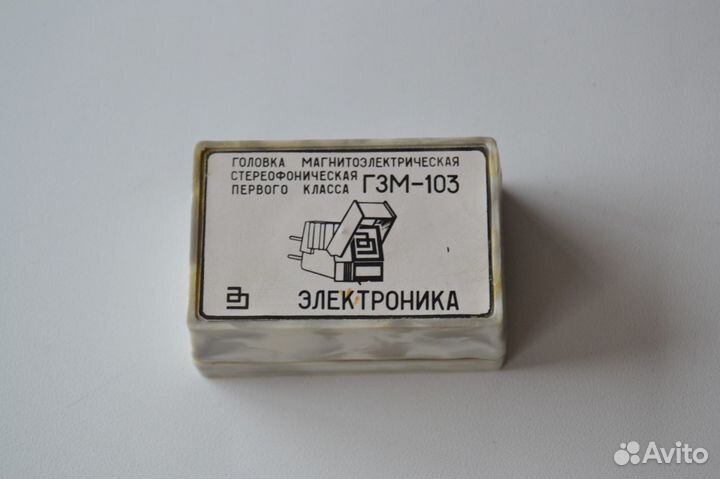 ГОЛОВКА МАГНИТОЭЛЕКТРИЧЕСКАЯ
СТЕРЕОФОНИЧЕСКАЯ
ПЕРВОГО КЛАССА ГЗМ-103
ЭЛЕКТРОНИКА
Avito